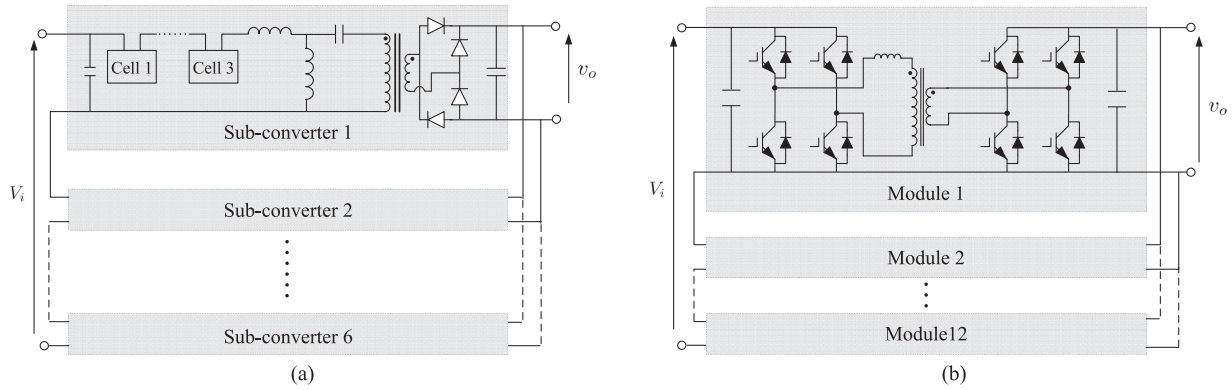 Cell 1
Cell 3
Sub-converter 1
V_i
v_o
Sub-converter 2
Sub-converter 6
(a)
Module 1
V_i
v_o
Module 2
Module12
(b)